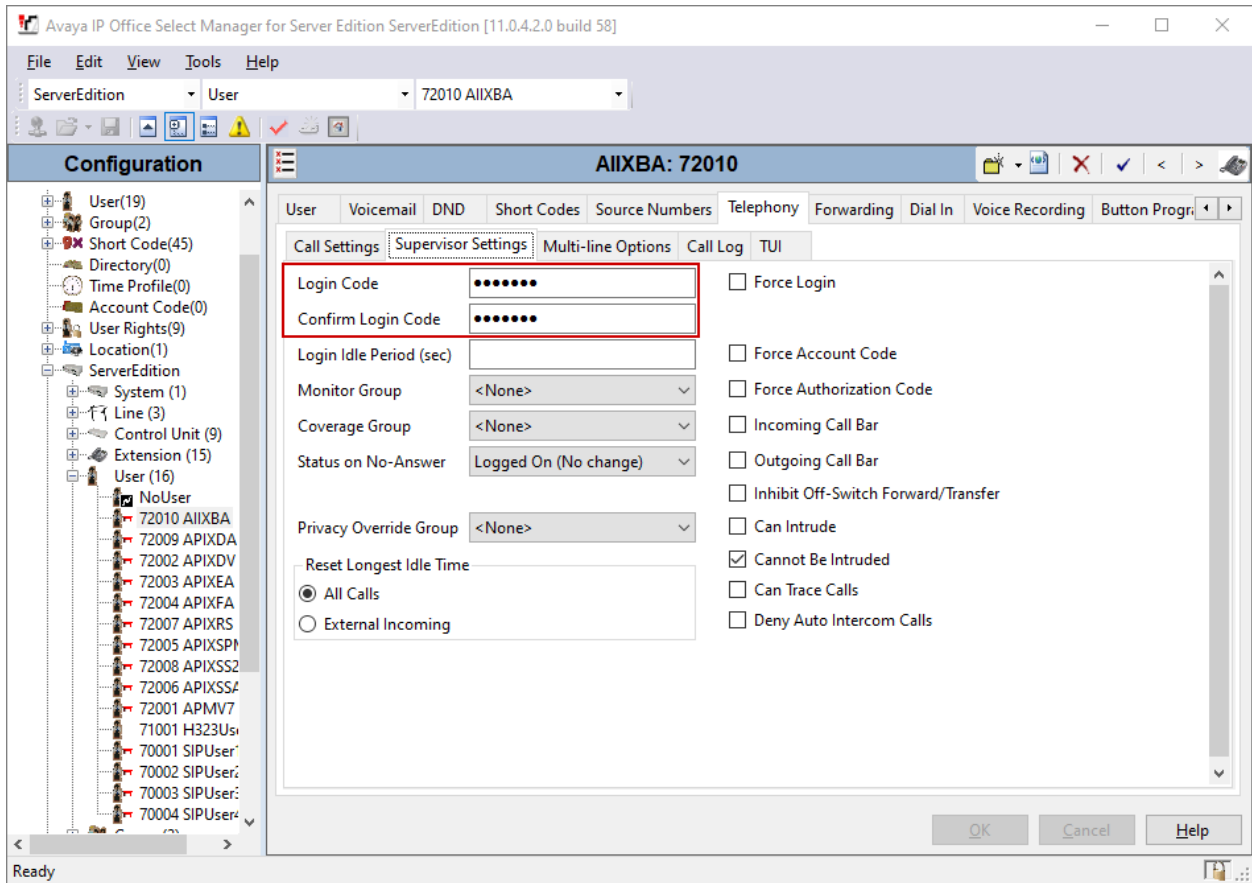 Avaya IP Office Select Manager for Server Edition ServerEdition [11.0.4.2.0 build 58]
File Edit View Tools Help
ServerEdition User 72010 AIIXBA
Configuration
User(19)
Group(2)
Short Code(45)
Directory(0)
Time Profile(0)
Account Code(0)
User Rights(9)
Location(1)
ServerEdition
System (1)
Line (3)
Control Unit (9)
Extension (15)
User (16)
NoUser
72010 AIIXBA
72009 APIXDA
72002 APIXDV
72003 APIXEA
72004 APIXFA
72007 APIXRS
72005 APIXSPM
72008 APIXSS2
72006 APIXSSA
72001 APMV7
71001 H323Use
70001 SIPUser1
70002 SIPUser2
70003 SIPUser3
70004 SIPUser4
AIIXBA: 72010
User Voicemail DND Short Codes Source Numbers Telephony Forwarding Dial In Voice Recording Button Progra
Call Settings Supervisor Settings Multi-line Options Call Log TUI
Login Code •••••••
Confirm Login Code •••••••
Login Idle Period (sec)
Monitor Group <None>
Coverage Group <None>
Status on No-Answer Logged On (No change)
Privacy Override Group <None>
Reset Longest Idle Time
All Calls
External Incoming
Force Login
Force Account Code
Force Authorization Code
Incoming Call Bar
Outgoing Call Bar
Inhibit Off-Switch Forward/Transfer
Can Intrude
Cannot Be Intruded
Can Trace Calls
Deny Auto Intercom Calls
OK Cancel Help
Ready